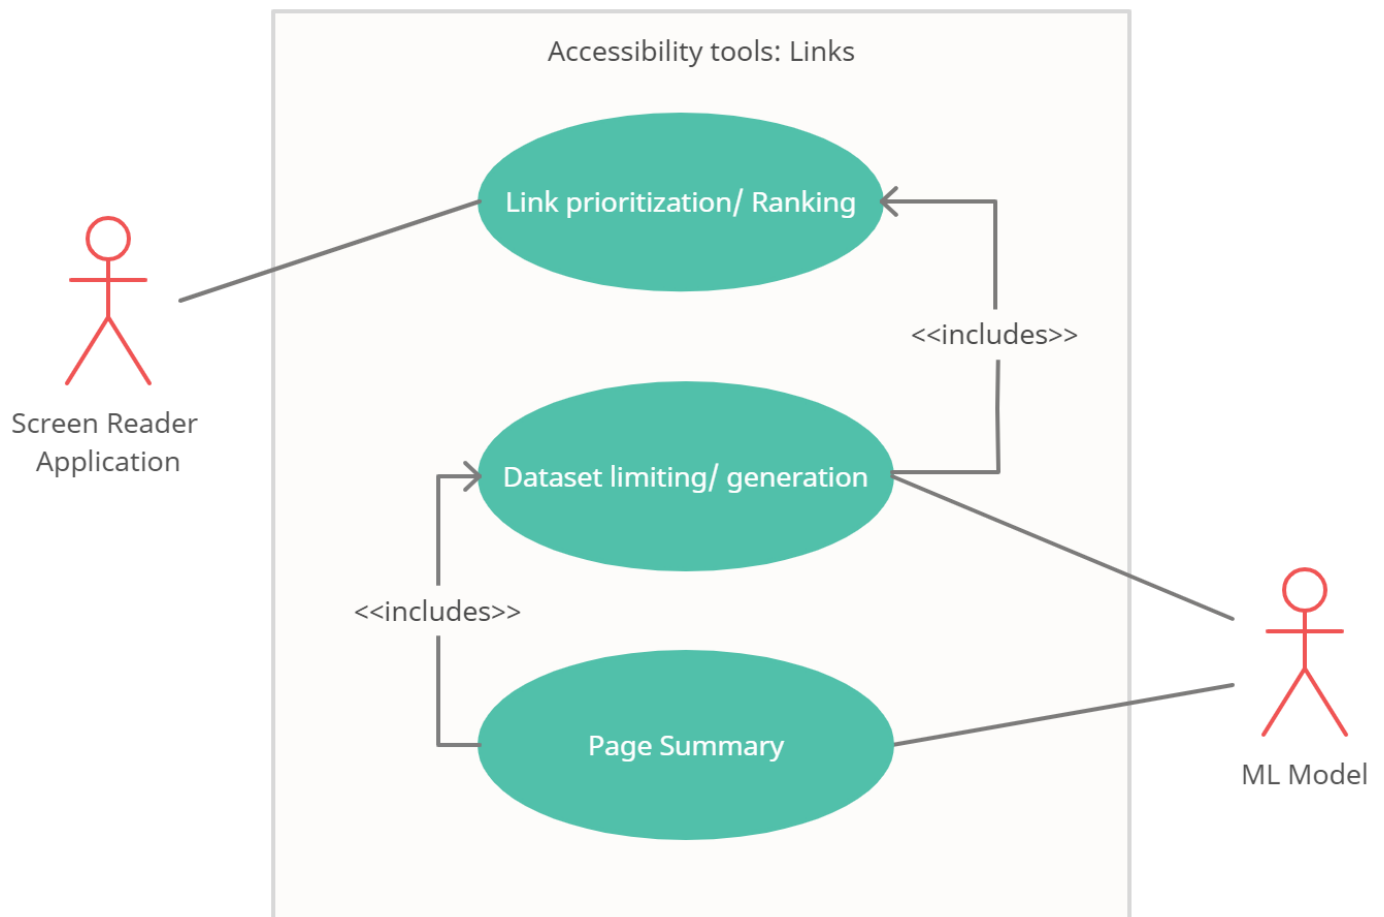 Accessibility tools: Links
Link prioritization/ Ranking
<<includes>>
Screen Reader
Application
Dataset limiting/ generation
<<includes>>
Page Summary
ML Model